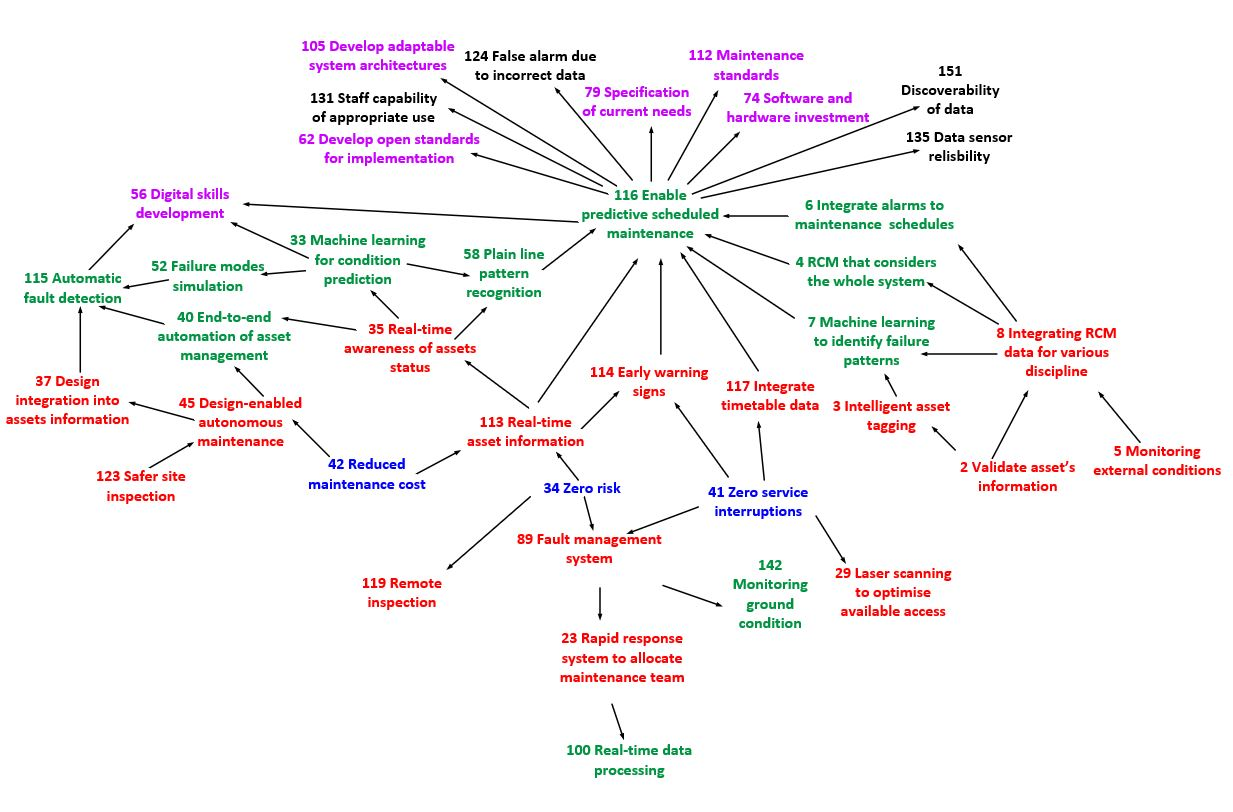 105 Develop adaptable
system architectures
124 False alarm due
to incorrect data
112 Maintenance
standards
151
Discoverability
of data
131 Staff capability
of appropriate use
79 Specification
of current needs
74 Software and
hardware investment
62 Develop open standards
for implementation
135 Data sensor
relisbility
56 Digital skills
development
116 Enable
predictive scheduled
maintenance
6 Integrate alarms to
maintenance schedules
33 Machine learning
for condition
prediction
58 Plain line
pattern
recognition
4 RCM that considers
the whole system
115 Automatic
fault detection
52 Failure modes
simulation
40 End-to-end
automation of asset
management
35 Real-time
awareness of assets
status
7 Machine learning
to identify failure
patterns
8 Integrating RCM
data for various
discipline
37 Design
integration into
assets information
45 Design-enabled
autonomous
maintenance
114 Early warning
signs
117 Integrate
timetable data
3 Intelligent asset
tagging
113 Real-time
asset information
123 Safer site
inspection
42 Reduced
maintenance cost
34 Zero risk
41 Zero service
interruptions
2 Validate asset's
information
5 Monitoring
external conditions
89 Fault management
system
119 Remote
inspection
142
Monitoring
ground
condition
29 Laser scanning
to optimise
available access
23 Rapid response
system to allocate
maintenance team
100 Real-time data
processing